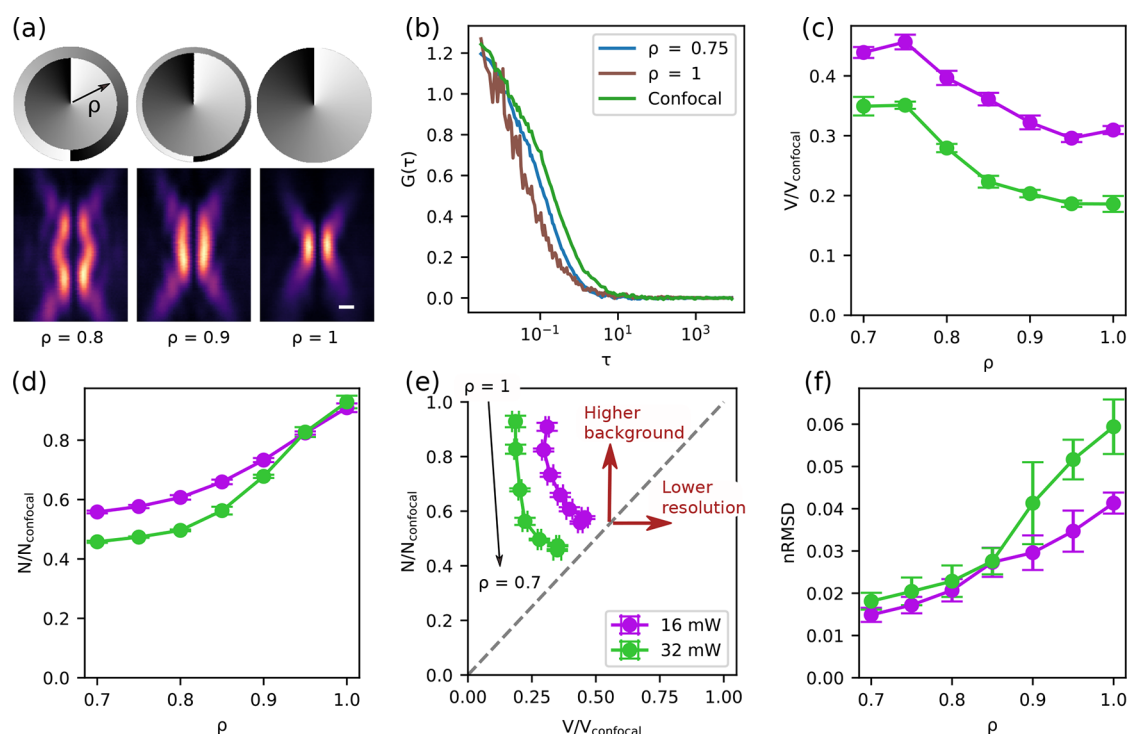 (a)
ρ
ρ = 0.8
ρ = 0.9
ρ = 1
(b)
1.2
1.0
0.8
0.6
0.4
0.2
0.0
G(τ)
ρ = 0.75
ρ = 1
Confocal
10⁻¹
10¹
10³
τ
(c)
0.4
0.3
0.2
0.1
0.0
V/Vconfocal
0.7
0.8
0.9
1.0
ρ
(d)
0.8
0.6
0.4
0.2
0.0
N/Nconfocal
0.7
0.8
0.9
1.0
ρ
(e)
ρ = 1
1.0
0.8
0.6
0.4
0.2
0.0
N/Nconfocal
Higher
background
Lower
resolution
ρ = 0.7
16 mW
32 mW
0.00
0.25
0.50
0.75
1.00
V/Vconfocal
(f)
0.06
0.05
0.04
0.03
0.02
0.01
0.00
nRMSD
0.7
0.8
0.9
1.0
ρ